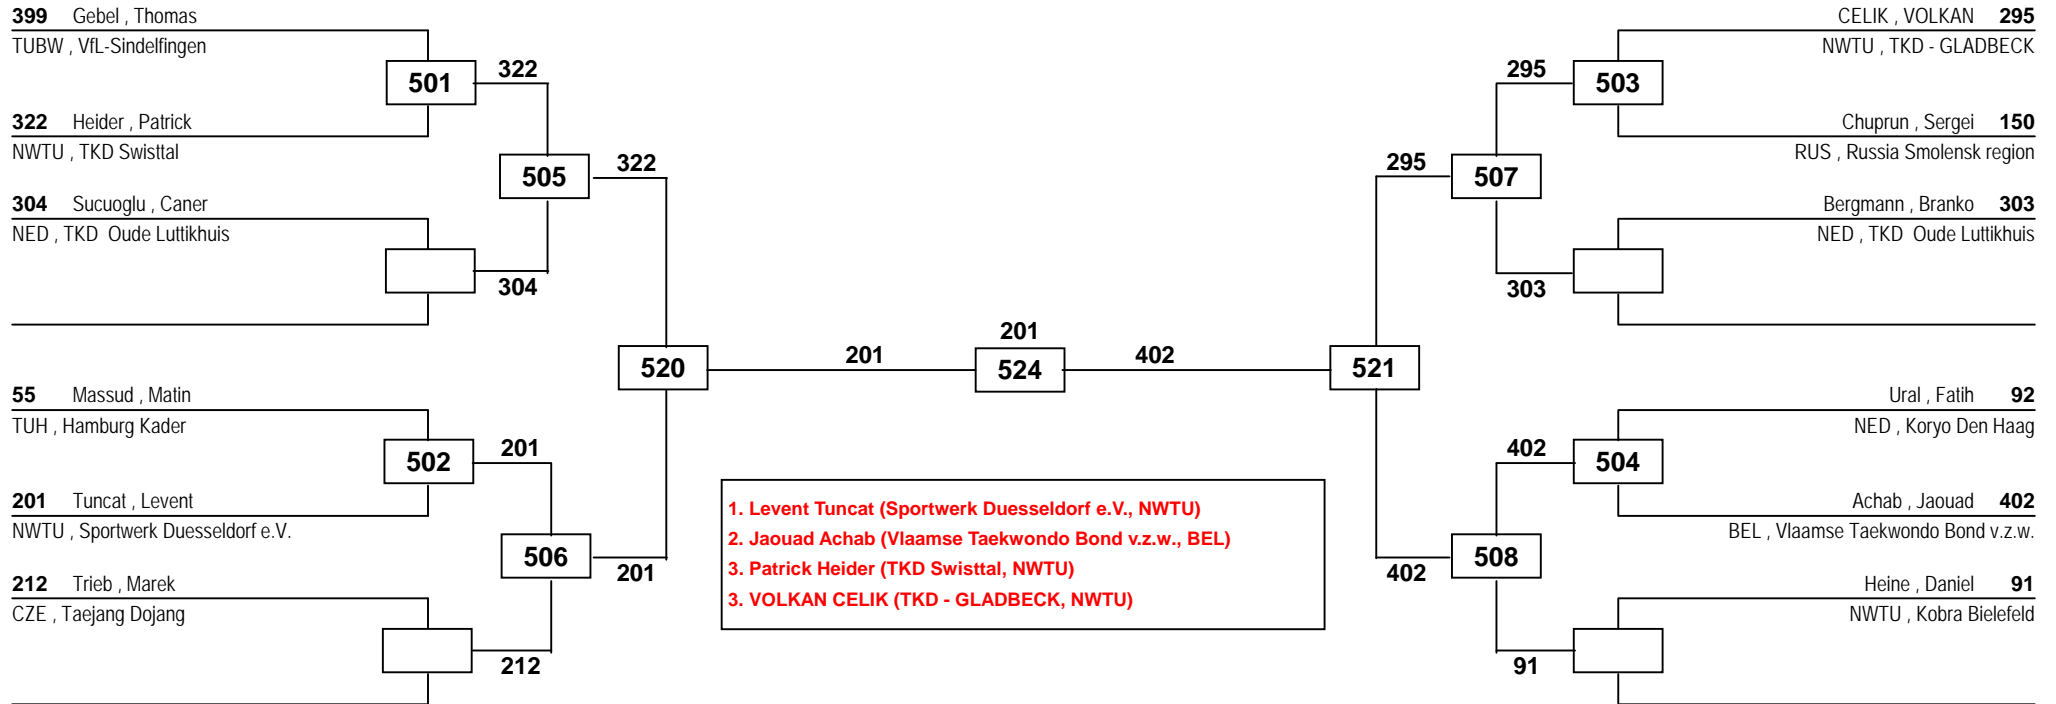 399 Gebel , Thomas
TUBW , VfL-Sindelfingen
501
322
322 Heider , Patrick
NWTU , TKD Swisttal
505
322
304 Sucuoglu , Caner
NED , TKD Oude Luttikhuis
304
520
201
55 Massud , Matin
TUH , Hamburg Kader
502
201
201 Tuncat , Levent
NWTU , Sportwerk Duesseldorf e.V.
506
201
212 Trieb , Marek
CZE , Taejang Dojang
212
201
524
402
1. Levent Tuncat (Sportwerk Duesseldorf e.V., NWTU)
2. Jaouad Achab (Vlaamse Taekwondo Bond v.z.w., BEL)
3. Patrick Heider (TKD Swisttal, NWTU)
3. VOLKAN CELIK (TKD - GLADBECK, NWTU)
CELIK , VOLKAN 295
NWTU , TKD - GLADBECK
295
503
Chuprun , Sergei 150
RUS , Russia Smolensk region
295
507
Bergmann , Branko 303
NED , TKD Oude Luttikhuis
303
521
Ural , Fatih 92
NED , Koryo Den Haag
402
504
Achab , Jaouad 402
BEL , Vlaamse Taekwondo Bond v.z.w.
402
508
Heine , Daniel 91
NWTU , Kobra Bielefeld
91